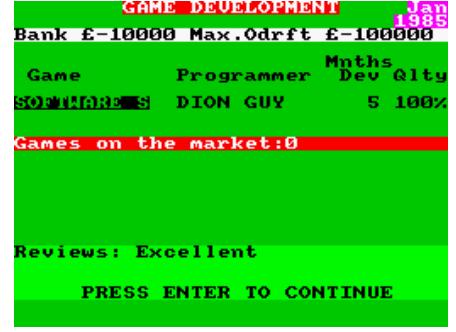 GAME DEVELOPMENT Jan
1985
Bank £-10000 Max.Odrft £-100000
Mnths
Game Programmer Dev Qlty
SOFTWARE S DION GUY 5 100%
Games on the market:0
Reviews: Excellent
PRESS ENTER TO CONTINUE